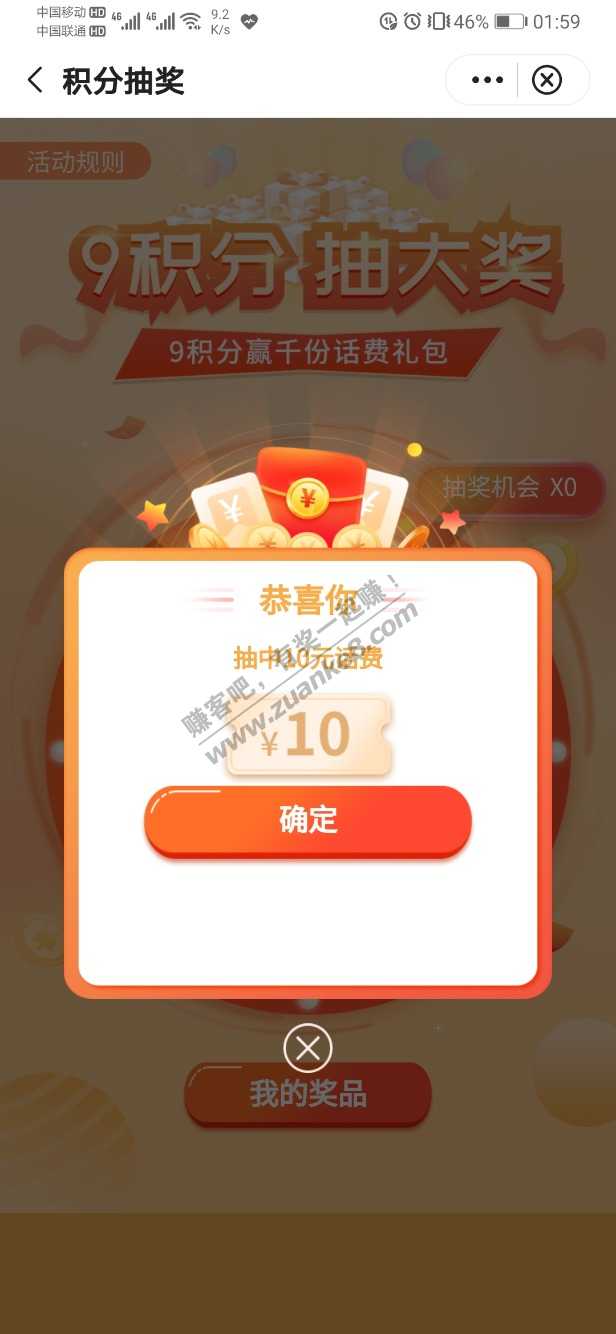 中国移动 HD 4G 4G 9.2 K/s 46% 01:59
中国联通 HD
积分抽奖
活动规则
9积分 抽大奖
9积分赢千份话费礼包
抽奖机会 X0
恭喜你
抽中10元话费
¥10
确定
我的奖品
赚客吧，有奖一起赚！
www.zuanke8.com